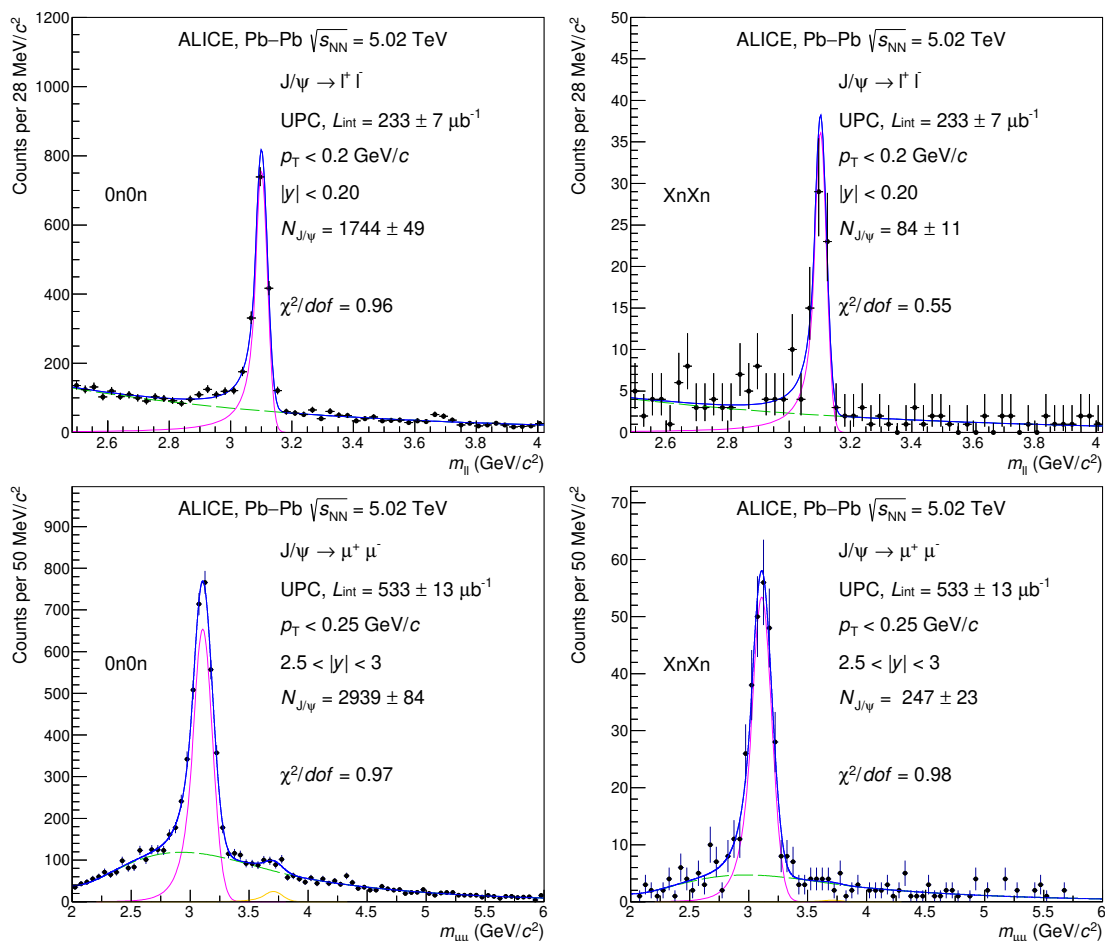 Counts per 28 MeV/c²
1200
1000
800
600
400
200
0
ALICE, Pb−Pb √sNN = 5.02 TeV
J/ψ → l⁺ l⁻
UPC, Lint = 233 ± 7 μb⁻¹
pT < 0.2 GeV/c
0n0n
|y| < 0.20
NJ/ψ = 1744 ± 49
χ²/dof = 0.96
2.6 2.8 3 3.2 3.4 3.6 3.8 4
mll (GeV/c²)
Counts per 28 MeV/c²
50
45
40
35
30
25
20
15
10
5
0
ALICE, Pb−Pb √sNN = 5.02 TeV
J/ψ → l⁺ l⁻
UPC, Lint = 233 ± 7 μb⁻¹
pT < 0.2 GeV/c
XnXn
|y| < 0.20
NJ/ψ = 84 ± 11
χ²/dof = 0.55
2.6 2.8 3 3.2 3.4 3.6 3.8 4
mll (GeV/c²)
Counts per 50 MeV/c²
900
800
700
600
500
400
300
200
100
0
ALICE, Pb−Pb √sNN = 5.02 TeV
J/ψ → μ⁺ μ⁻
UPC, Lint = 533 ± 13 μb⁻¹
pT < 0.25 GeV/c
0n0n
2.5 < |y| < 3
NJ/ψ = 2939 ± 84
χ²/dof = 0.97
2 2.5 3 3.5 4 4.5 5 5.5 6
mμμ (GeV/c²)
Counts per 50 MeV/c²
70
60
50
40
30
20
10
0
ALICE, Pb−Pb √sNN = 5.02 TeV
J/ψ → μ⁺ μ⁻
UPC, Lint = 533 ± 13 μb⁻¹
pT < 0.25 GeV/c
XnXn
2.5 < |y| < 3
NJ/ψ = 247 ± 23
χ²/dof = 0.98
2 2.5 3 3.5 4 4.5 5 5.5 6
mμμ (GeV/c²)